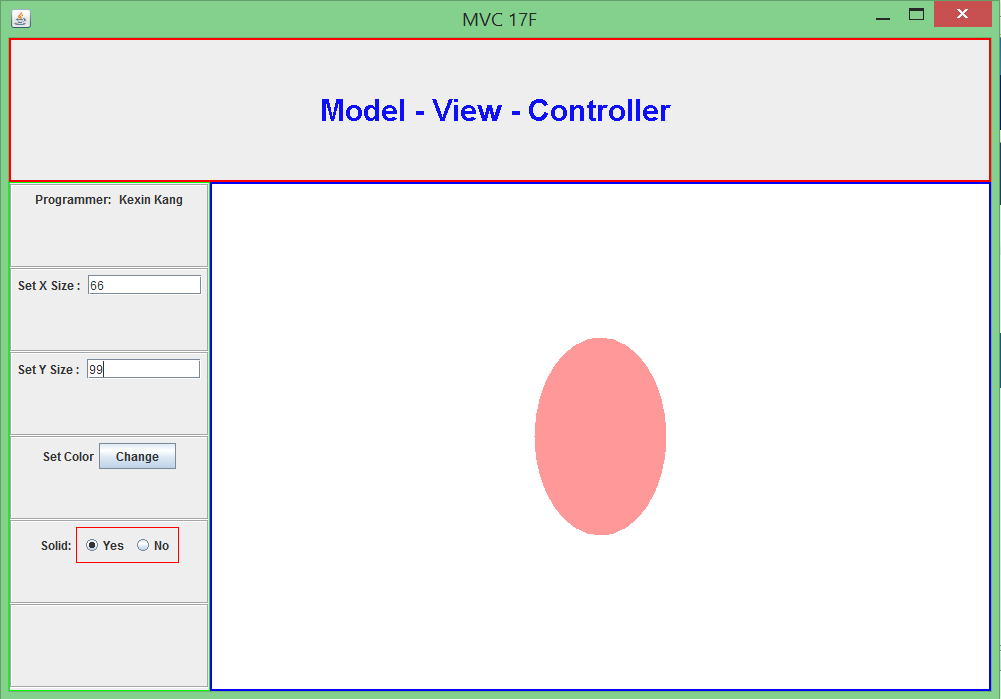 MVC 17F
Model - View - Controller
Programmer: Kexin Kang
Set X Size : 66
Set Y Size : 99
Set Color Change
Solid: Yes No